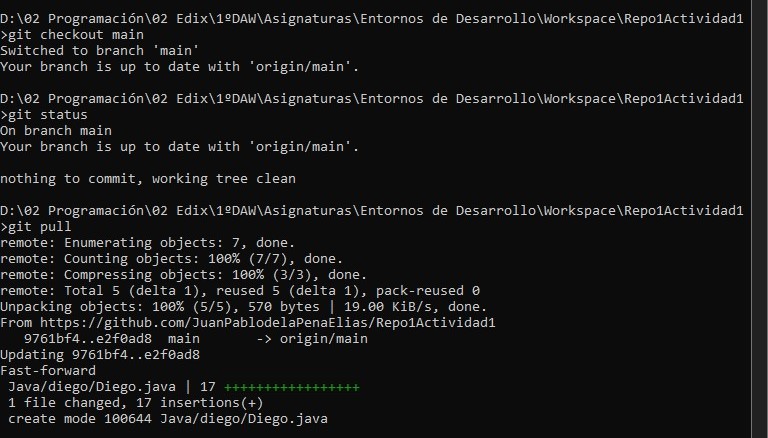 D:\02 Programación\02 Edix\1ºDAW\Asignaturas\Entornos de Desarrollo\Workspace\Repo1Actividad1
>git checkout main
Switched to branch 'main'
Your branch is up to date with 'origin/main'.
D:\02 Programación\02 Edix\1ºDAW\Asignaturas\Entornos de Desarrollo\Workspace\Repo1Actividad1
>git status
On branch main
Your branch is up to date with 'origin/main'.
nothing to commit, working tree clean
D:\02 Programación\02 Edix\1ºDAW\Asignaturas\Entornos de Desarrollo\Workspace\Repo1Actividad1
>git pull
remote: Enumerating objects: 7, done.
remote: Counting objects: 100% (7/7), done.
remote: Compressing objects: 100% (3/3), done.
remote: Total 5 (delta 1), reused 5 (delta 1), pack-reused 0
Unpacking objects: 100% (5/5), 570 bytes | 19.00 KiB/s, done.
From https://github.com/JuanPablodelaPenaElias/Repo1Actividad1
   9761bf4..e2f0ad8  main       -> origin/main
Updating 9761bf4..e2f0ad8
Fast-forward
 Java/diego/Diego.java | 17 +++++++++++++++++
 1 file changed, 17 insertions(+)
 create mode 100644 Java/diego/Diego.java